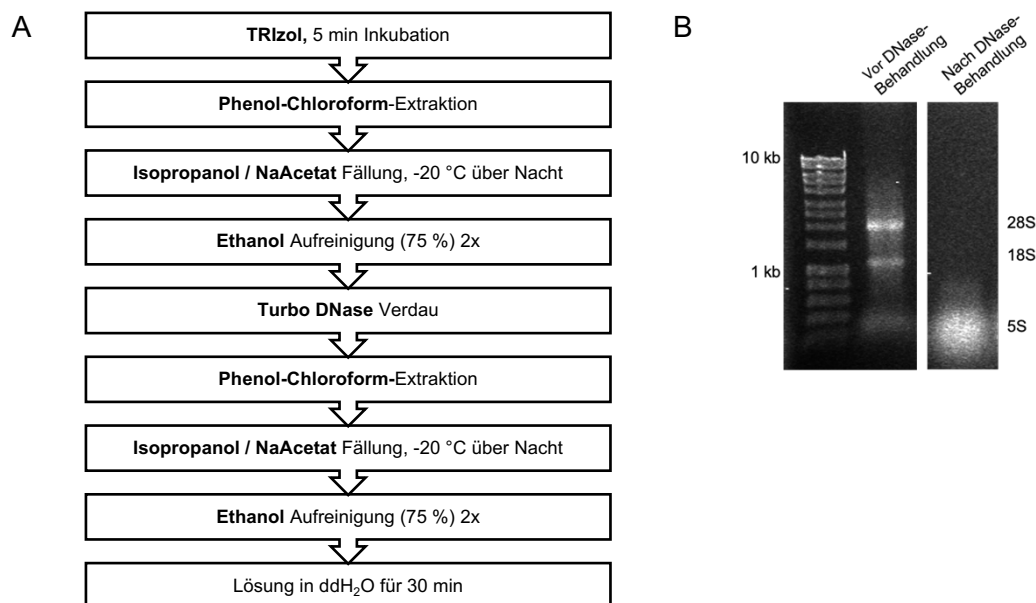 A
TRIzol, 5 min Inkubation
Phenol-Chloroform-Extraktion
Isopropanol / NaAcetat Fällung, -20 °C über Nacht
Ethanol Aufreinigung (75 %) 2x
Turbo DNase Verdau
Phenol-Chloroform-Extraktion
Isopropanol / NaAcetat Fällung, -20 °C über Nacht
Ethanol Aufreinigung (75 %) 2x
Lösung in ddH₂O für 30 min
B
Vor DNase-
Behandlung
Nach DNase-
Behandlung
10 kb
1 kb
28S
18S
5S